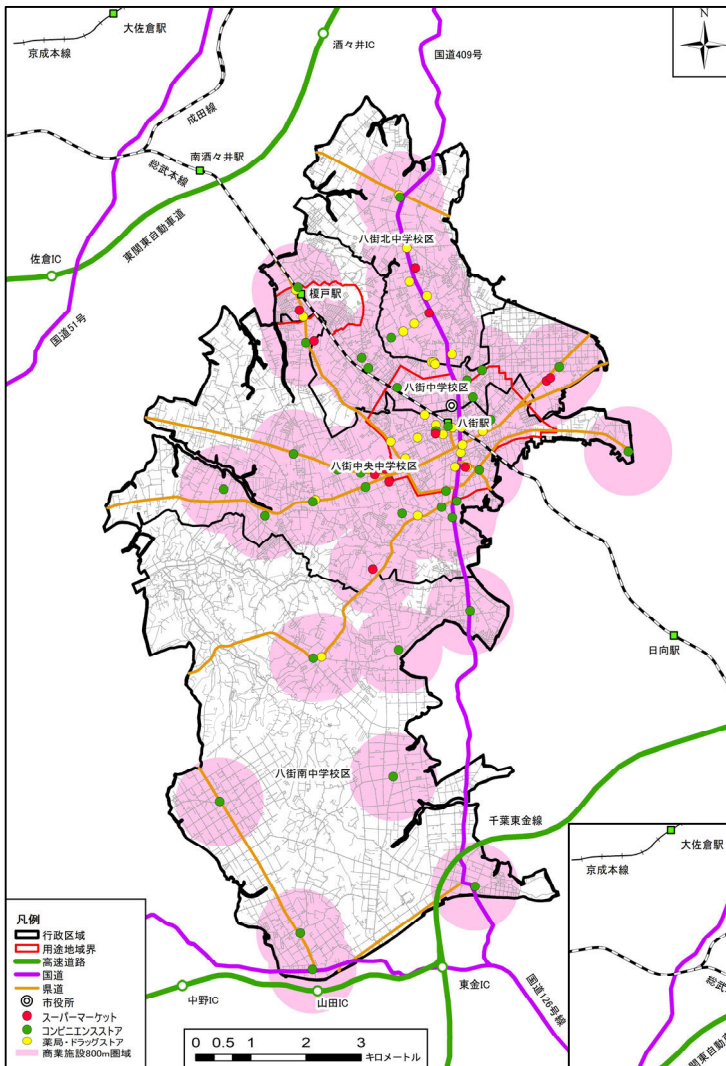 大佐倉駅
京成本線
酒々井IC
国道409号
N
成田線
南酒々井駅
総武本線
東関東自動車道
佐倉IC
国道51号
八街北中学校区
榎戸駅
八街中学校区
八街駅
八街中央中学校区
日向駅
八街南中学校区
千葉東金線
大佐倉駅
京成本線
総武
関東自動車道
凡例
行政区域
用途地域界
高速道路
国道
県道
市役所
スーパーマーケット
コンビニエンスストア
薬局・ドラッグストア
商業施設800m圏域
中野IC
山田IC
東金IC
国道126号線
0 0.5 1 2 3
キロメートル